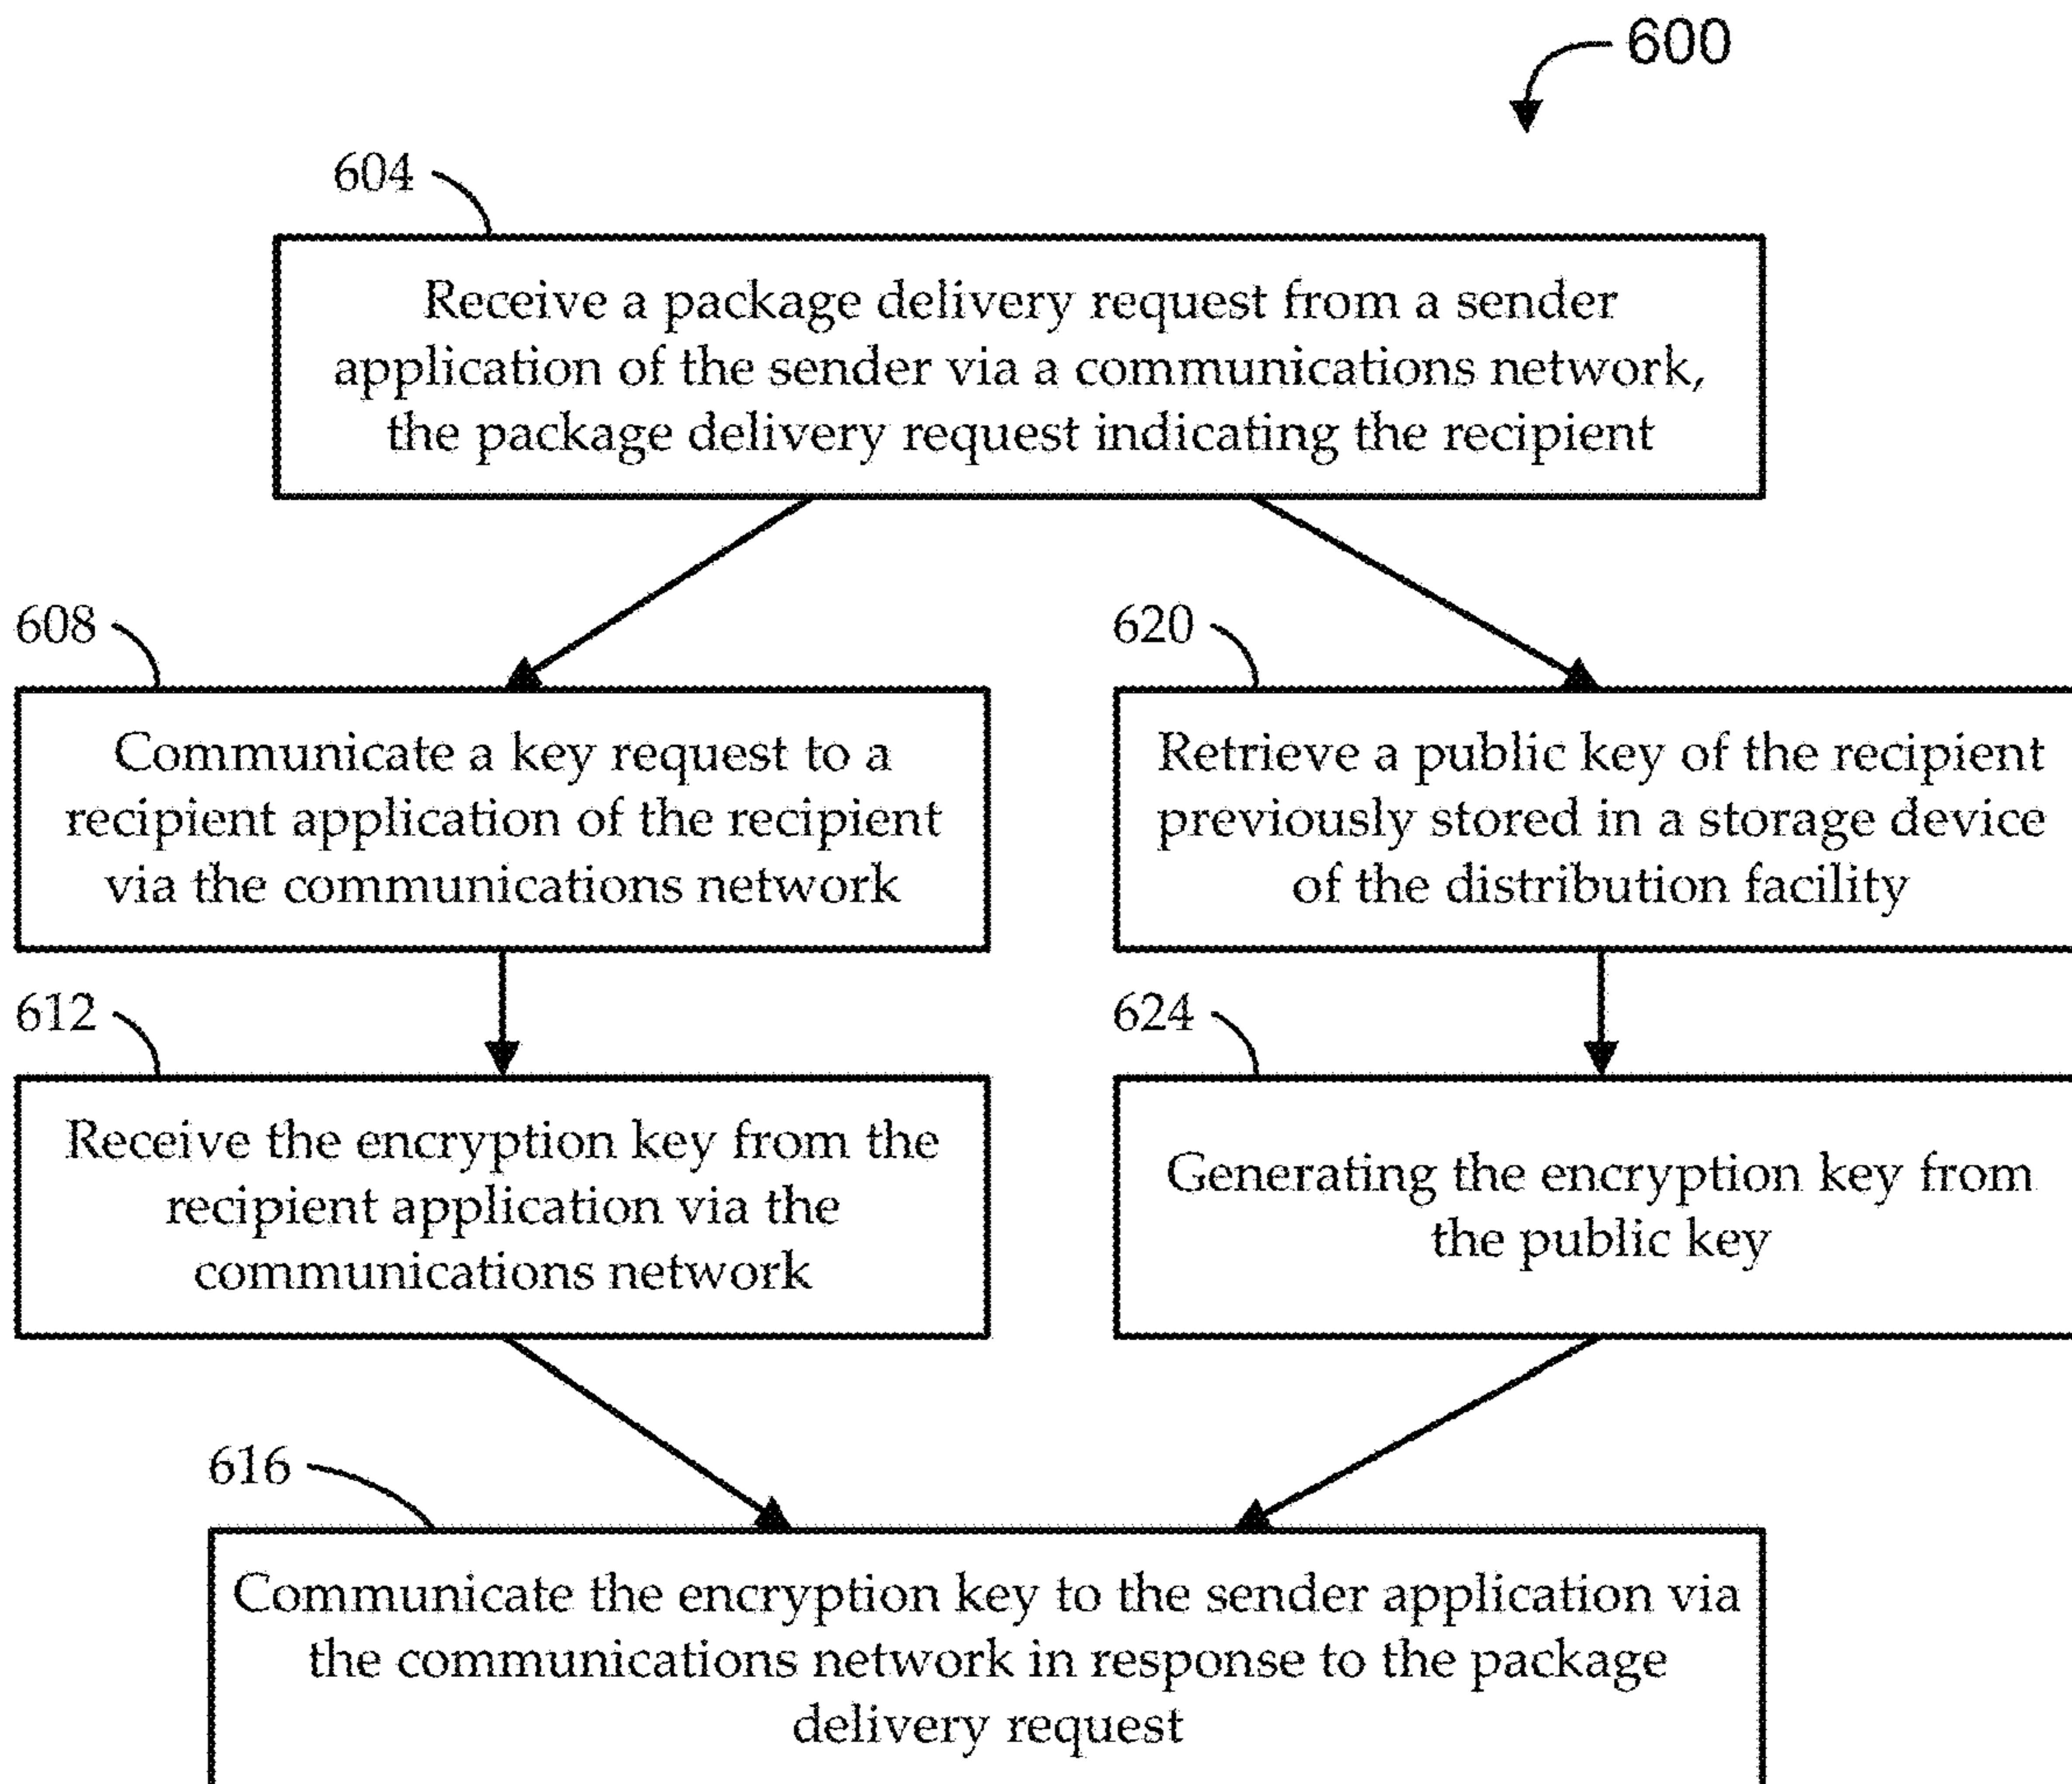 600
604
Receive a package delivery request from a sender
application of the sender via a communications network,
the package delivery request indicating the recipient
608
Communicate a key request to a
recipient application of the recipient
via the communications network
620
Retrieve a public key of the recipient
previously stored in a storage device
of the distribution facility
612
Receive the encryption key from the
recipient application via the
communications network
624
Generating the encryption key from
the public key
616
Communicate the encryption key to the sender application via
the communications network in response to the package
delivery request